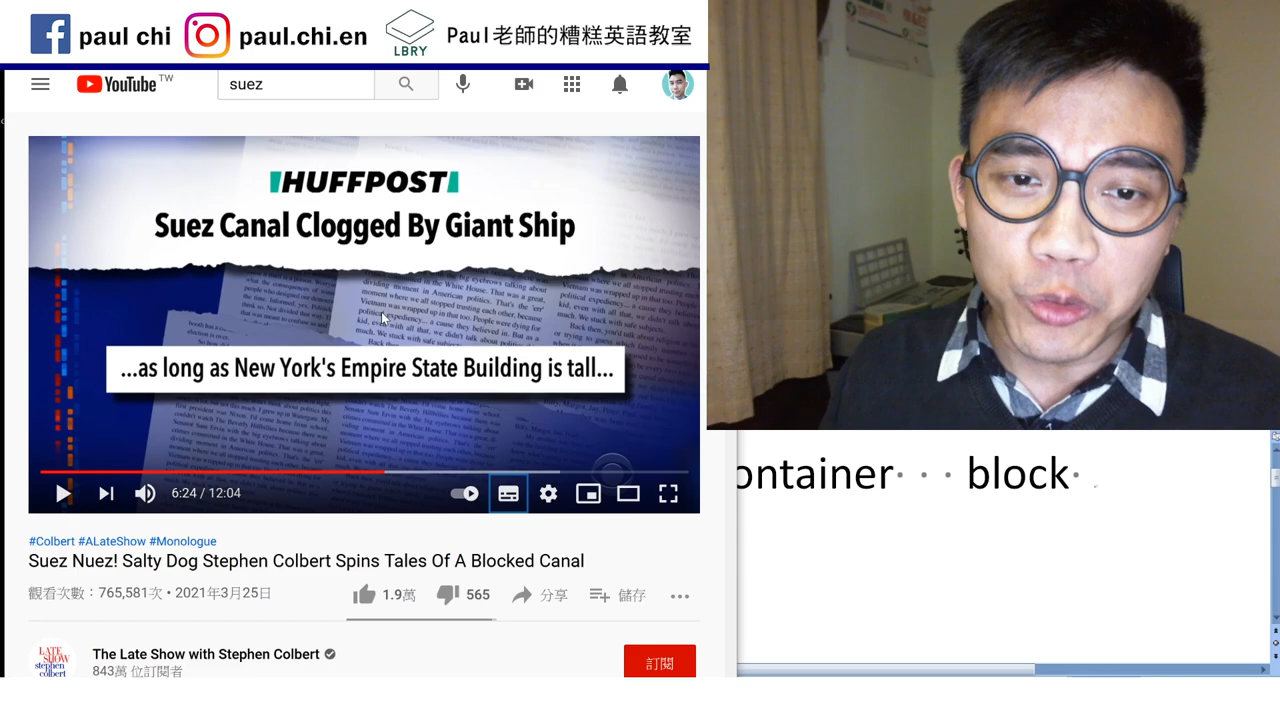 paul chi
paul.chi.en
LBRY
Paul老師的糟糕英語教室
YouTube TW
suez
HUFFPOST
Suez Canal Clogged By Giant Ship
...as long as New York's Empire State Building is tall...
6:24 / 12:04
#Colbert #ALateShow #Monologue
Suez Nuez! Salty Dog Stephen Colbert Spins Tales Of A Blocked Canal
觀看次數：765,581次 • 2021年3月25日
1.9萬
565
分享
儲存
LATE SHOW
stephen
colbert
The Late Show with Stephen Colbert
843萬 位訂閱者
訂閱
ontainer· · · block·